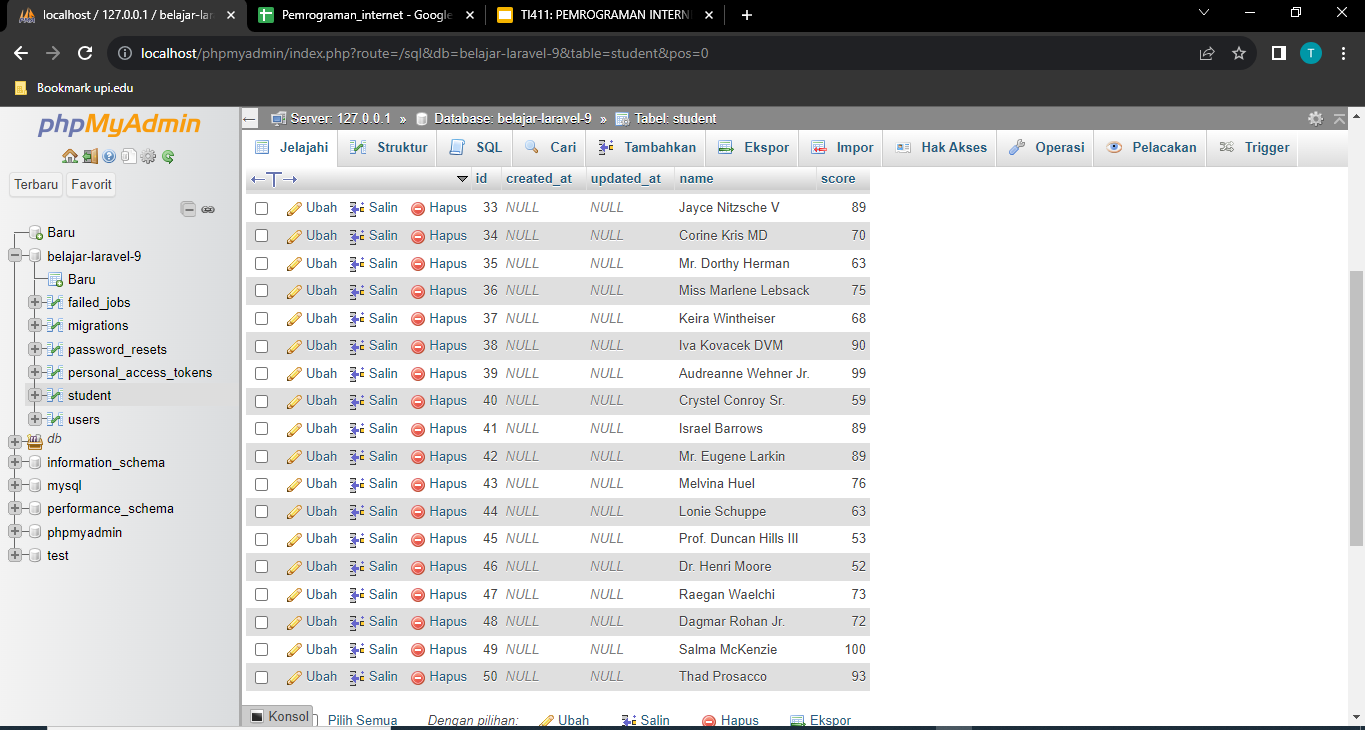 localhost / 127.0.0.1 / belajar-lar
Pemrograman_internet - Google
TI411: PEMROGRAMAN INTERN
localhost/phpmyadmin/index.php?route=/sql&db=belajar-laravel-9&table=student&pos=0
T
Bookmark upi.edu
phpMyAdmin
Terbaru Favorit
Baru
belajar-laravel-9
Baru
failed_jobs
migrations
password_resets
personal_access_tokens
student
users
db
information_schema
mysql
performance_schema
phpmyadmin
test
Server: 127.0.0.1 » Database: belajar-laravel-9 » Tabel: student
Jelajahi Struktur SQL Cari Tambahkan Ekspor Impor Hak Akses Operasi Pelacakan Trigger
←T→ id created_at updated_at name score
Ubah Salin Hapus 33 NULL NULL Jayce Nitzsche V 89
Ubah Salin Hapus 34 NULL NULL Corine Kris MD 70
Ubah Salin Hapus 35 NULL NULL Mr. Dorthy Herman 63
Ubah Salin Hapus 36 NULL NULL Miss Marlene Lebsack 75
Ubah Salin Hapus 37 NULL NULL Keira Wintheiser 68
Ubah Salin Hapus 38 NULL NULL Iva Kovacek DVM 90
Ubah Salin Hapus 39 NULL NULL Audreanne Wehner Jr. 99
Ubah Salin Hapus 40 NULL NULL Crystel Conroy Sr. 59
Ubah Salin Hapus 41 NULL NULL Israel Barrows 89
Ubah Salin Hapus 42 NULL NULL Mr. Eugene Larkin 89
Ubah Salin Hapus 43 NULL NULL Melvina Huel 76
Ubah Salin Hapus 44 NULL NULL Lonie Schuppe 63
Ubah Salin Hapus 45 NULL NULL Prof. Duncan Hills III 53
Ubah Salin Hapus 46 NULL NULL Dr. Henri Moore 52
Ubah Salin Hapus 47 NULL NULL Raegan Waelchi 73
Ubah Salin Hapus 48 NULL NULL Dagmar Rohan Jr. 72
Ubah Salin Hapus 49 NULL NULL Salma McKenzie 100
Ubah Salin Hapus 50 NULL NULL Thad Prosacco 93
Konsol Pilih Semua Dengan pilihan: Ubah Salin Hapus Ekspor